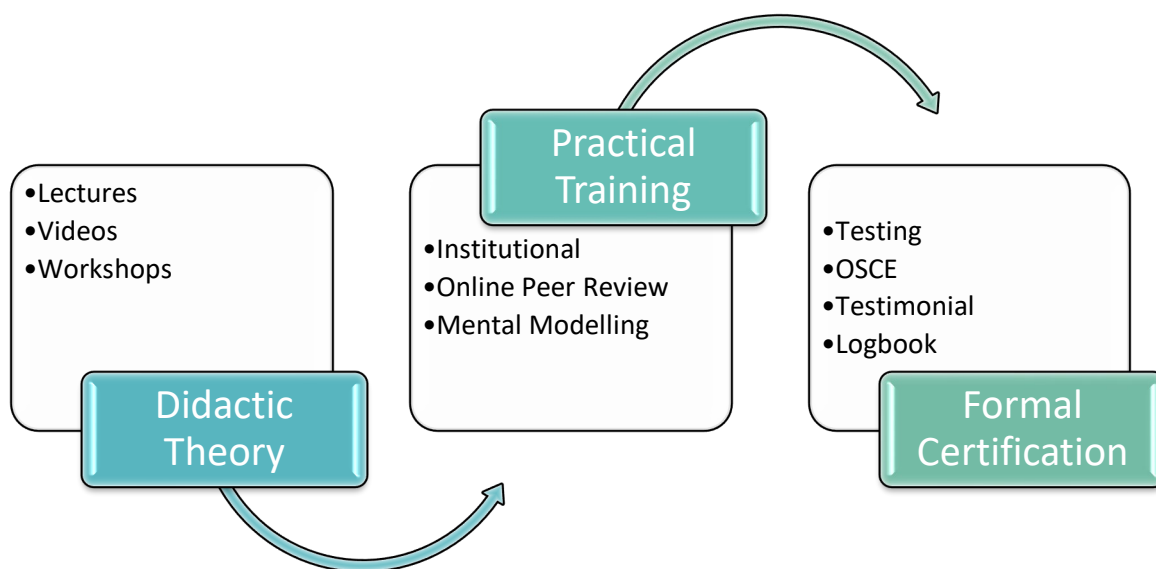 •Lectures
•Videos
•Workshops
Didactic
Theory
Practical
Training
•Institutional
•Online Peer Review
•Mental Modelling
•Testing
•OSCE
•Testimonial
•Logbook
Formal
Certification